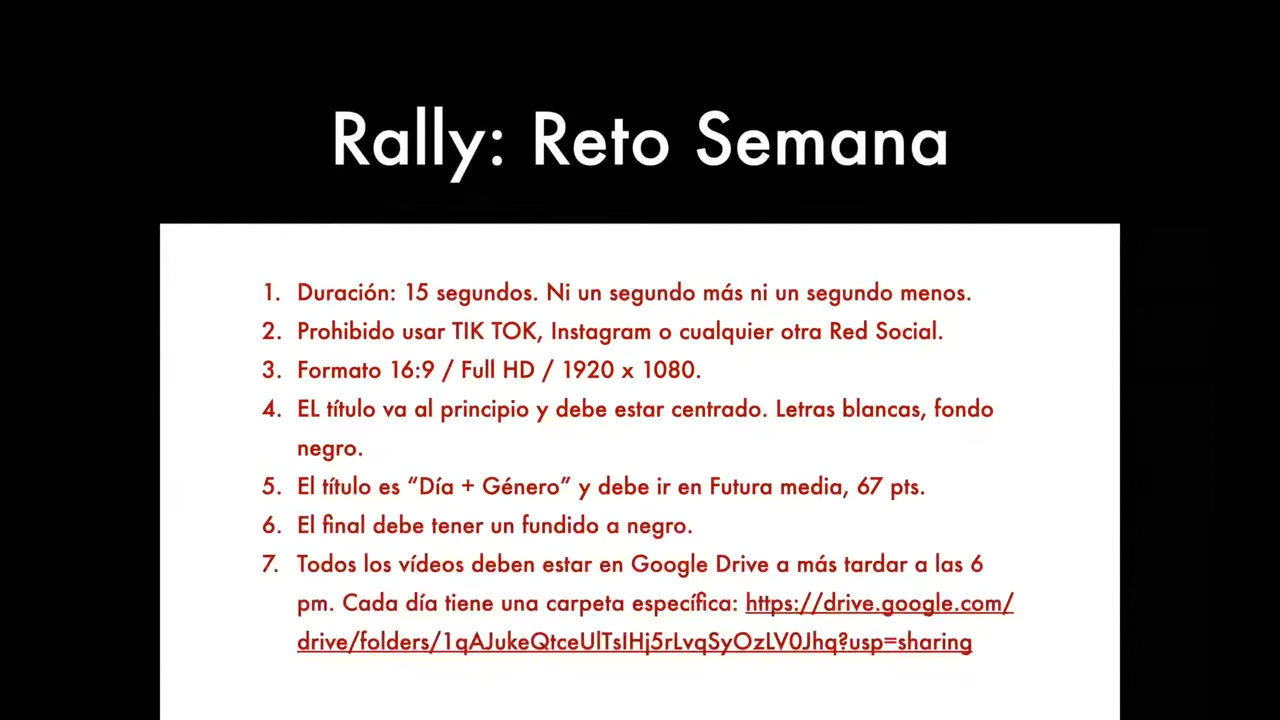 Rally: Reto Semana
1. Duración: 15 segundos. Ni un segundo más ni un segundo menos.
2. Prohibido usar TIK TOK, Instagram o cualquier otra Red Social.
3. Formato 16:9 / Full HD / 1920 x 1080.
4. EL título va al principio y debe estar centrado. Letras blancas, fondo
negro.
5. El título es “Día + Género” y debe ir en Futura media, 67 pts.
6. El final debe tener un fundido a negro.
7. Todos los vídeos deben estar en Google Drive a más tardar a las 6
pm. Cada día tiene una carpeta específica: https://drive.google.com/
drive/folders/1qAJukeQtceUlTsIHj5rLvqSyOzLV0Jhq?usp=sharing